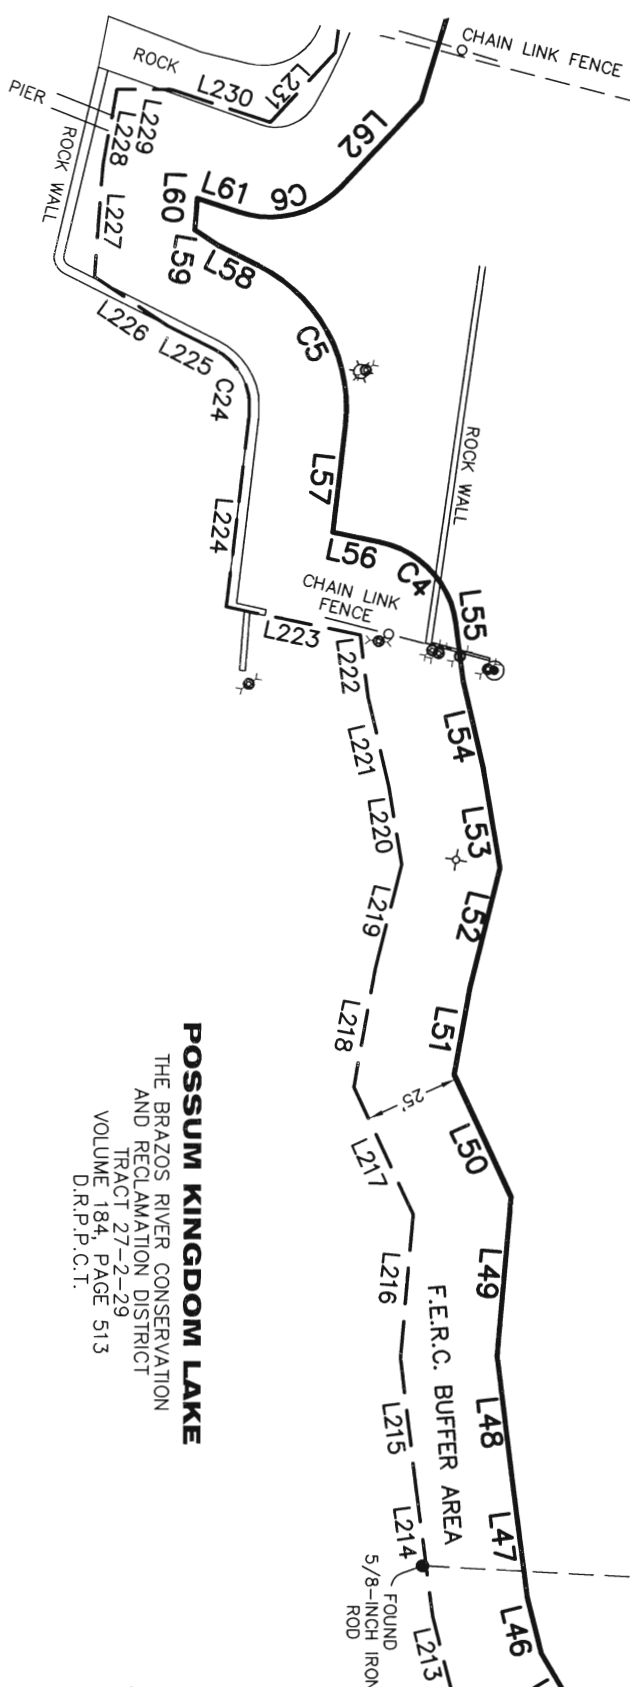 CHAIN LINK FENCE
ROCK
PIER
L230
L231
L62
L229
L228
ROCK WALL
L227
L60
L61
C6
L59
L58
L226
L225
C24
C5
ROCK WALL
L57
L224
L56
C4
CHAIN LINK
FENCE
L55
L223
L222
L54
L221
L53
L220
L52
L219
L51
L218
25'
L50
L217
POSSUM KINGDOM LAKE
THE BRAZOS RIVER CONSERVATION
AND RECLAMATION DISTRICT
TRACT 27-2-29
VOLUME 184, PAGE 513
D.R.P.P.C.T.
L49
L216
F.E.R.C. BUFFER AREA
L48
L215
L47
L214
FOUND
5/8-INCH IRON
ROD
L46
L213